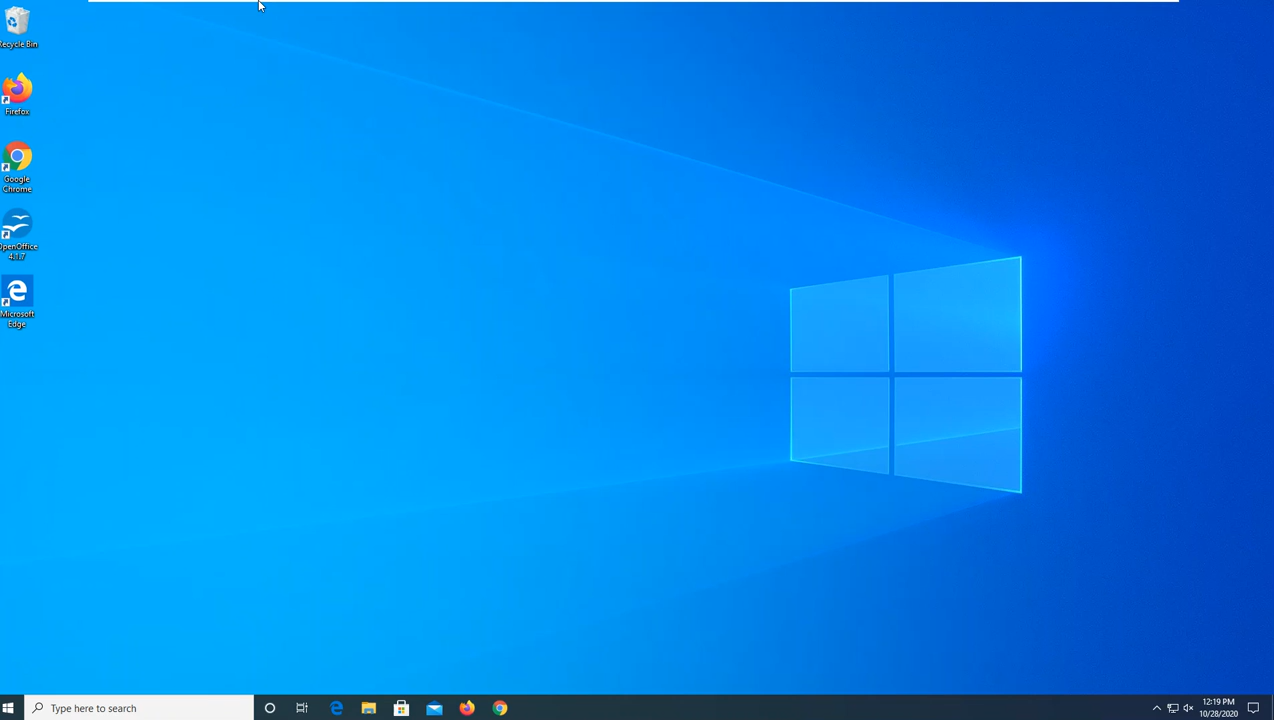 Recycle Bin
Firefox
Google
Chrome
OpenOffice
4.1.7
Microsoft
Edge
Type here to search
12:19 PM
10/28/2020